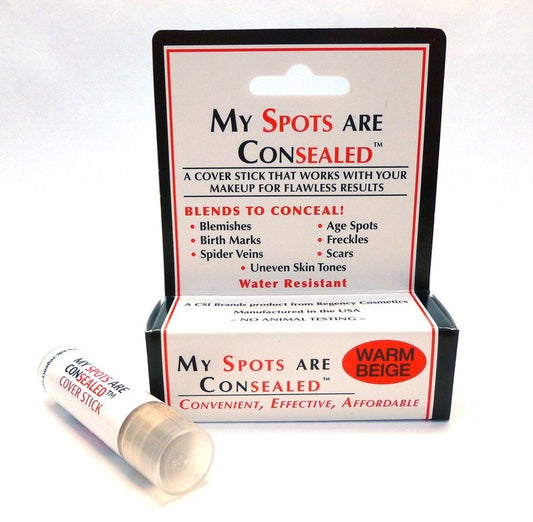 My Spots are
ConSEALED™
A COVER STICK THAT WORKS WITH YOUR
MAKEUP FOR FLAWLESS RESULTS
BLENDS TO CONCEAL!
• Blemishes
• Age Spots
• Birth Marks
• Freckles
• Spider Veins
• Scars
• Uneven Skin Tones
Water Resistant
A CSI Brands product from Regency Cosmetics
Manufactured in the USA
– NO ANIMAL TESTING –
My Spots are
ConSEALED™
WARM
BEIGE
Convenient, Effective, Affordable
MY SPOTS ARE
CONSEALED™
COVER STICK